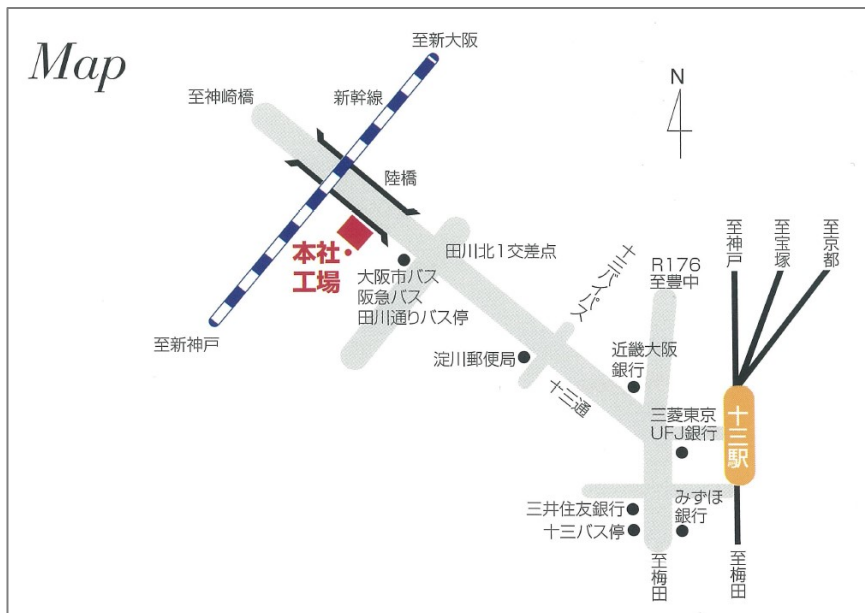 Map
至新大阪
至神崎橋
新幹線
N
陸橋
本社・
工場
田川北1交差点
大阪市バス
阪急バス
田川通りバス停
十三バイパス
R176
至豊中
至神戸
至宝塚
至京都
至新神戸
淀川郵便局
近畿大阪
銀行
十三通
三菱東京
UFJ銀行
十三駅
三井住友銀行
十三バス停
みずほ
銀行
至梅田
至梅田